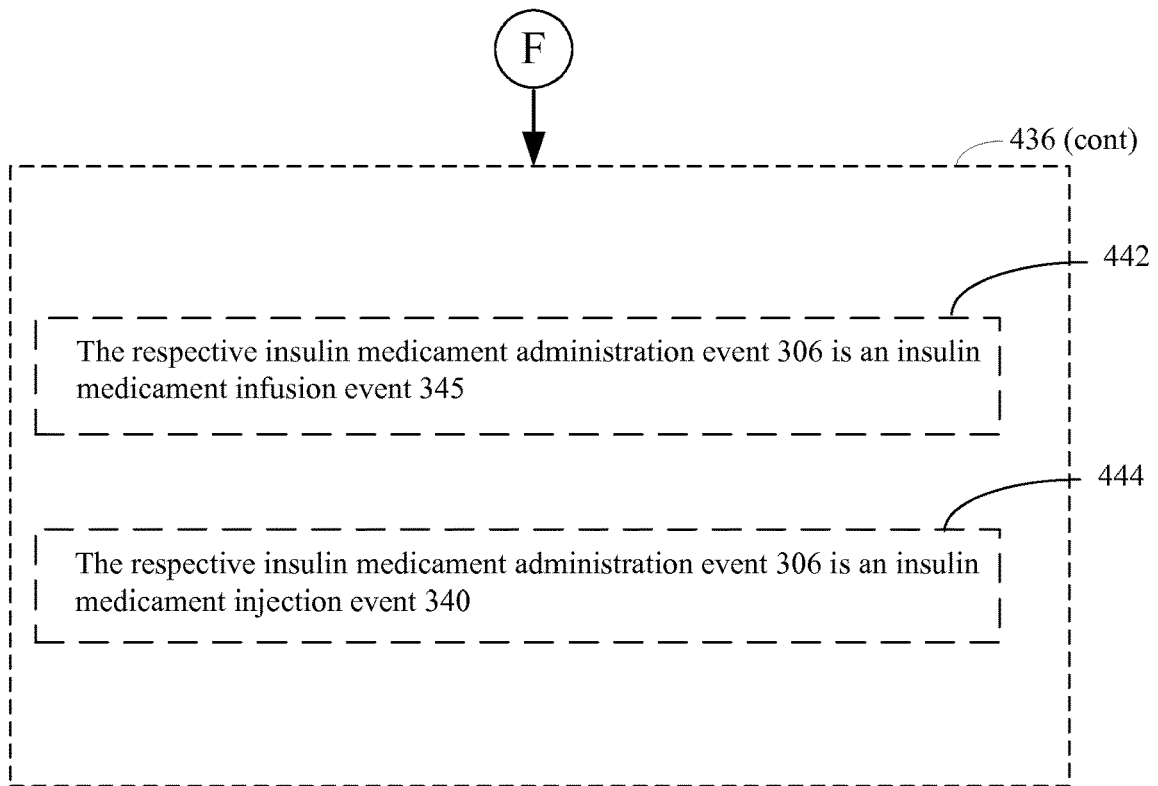 F
436 (cont)
442
The respective insulin medicament administration event 306 is an insulin
medicament infusion event 345
444
The respective insulin medicament administration event 306 is an insulin
medicament injection event 340